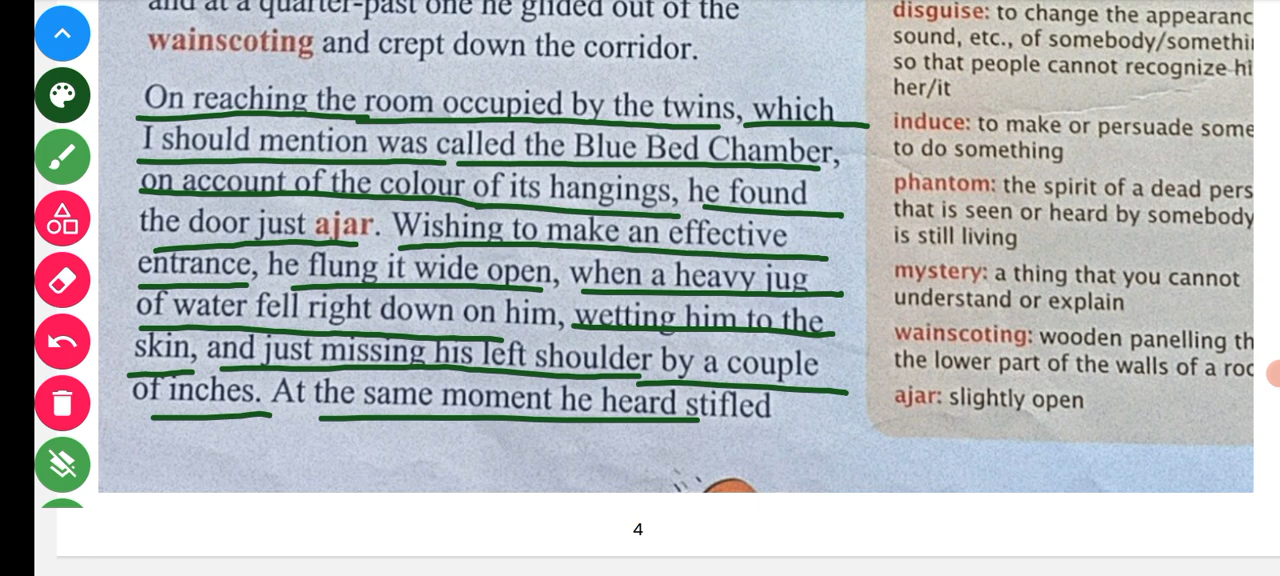 and at a quarter-past one he glided out of the
wainscoting and crept down the corridor.
On reaching the room occupied by the twins, which
I should mention was called the Blue Bed Chamber,
on account of the colour of its hangings, he found
the door just ajar. Wishing to make an effective
entrance, he flung it wide open, when a heavy jug
of water fell right down on him, wetting him to the
skin, and just missing his left shoulder by a couple
of inches. At the same moment he heard stifled
disguise: to change the appearanc
sound, etc., of somebody/somethi
so that people cannot recognize hi
her/it
induce: to make or persuade some
to do something
phantom: the spirit of a dead pers
that is seen or heard by somebody
is still living
mystery: a thing that you cannot
understand or explain
wainscoting: wooden panelling th
the lower part of the walls of a roo
ajar: slightly open
4